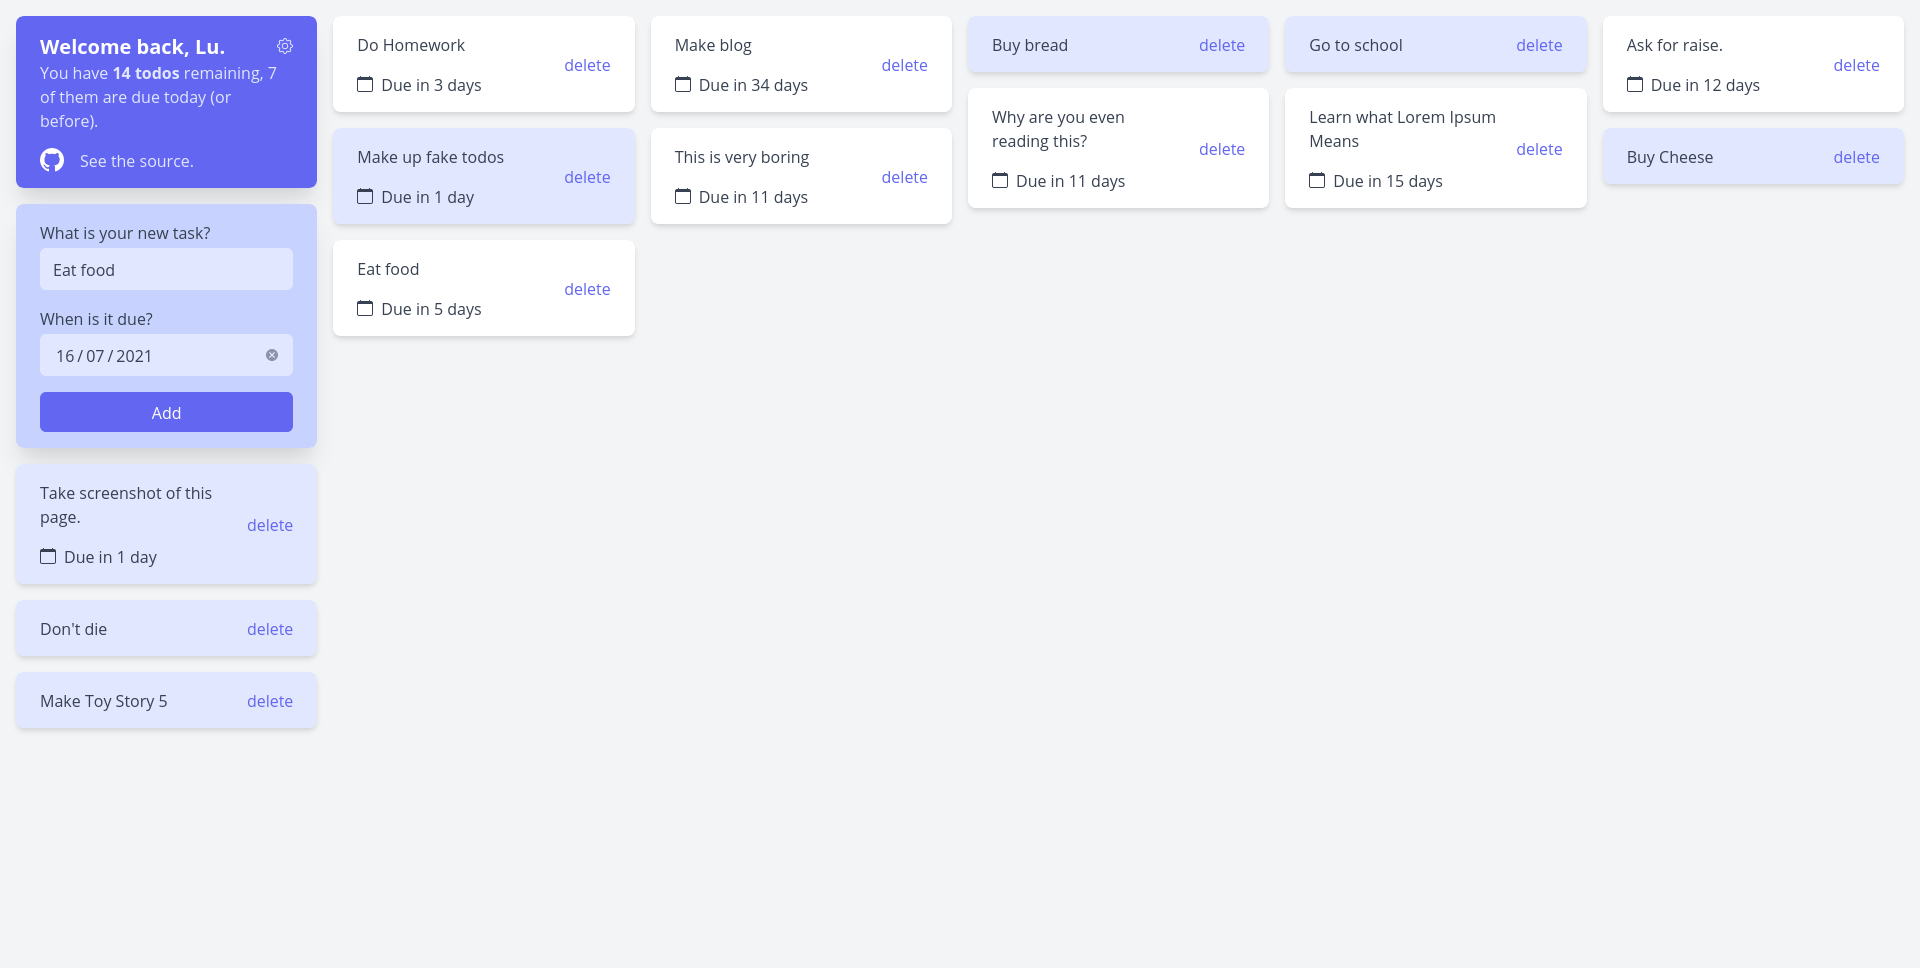 Welcome back, Lu.
You have 14 todos remaining, 7
of them are due today (or
before).
See the source.
What is your new task?
Eat food
When is it due?
16 / 07 / 2021
Add
Take screenshot of this
page.
delete
Due in 1 day
Don't die
delete
Make Toy Story 5
delete
Do Homework
delete
Due in 3 days
Make up fake todos
delete
Due in 1 day
Eat food
delete
Due in 5 days
Make blog
delete
Due in 34 days
This is very boring
delete
Due in 11 days
Buy bread
delete
Why are you even
reading this?
delete
Due in 11 days
Go to school
delete
Learn what Lorem Ipsum
Means
delete
Due in 15 days
Ask for raise.
delete
Due in 12 days
Buy Cheese
delete